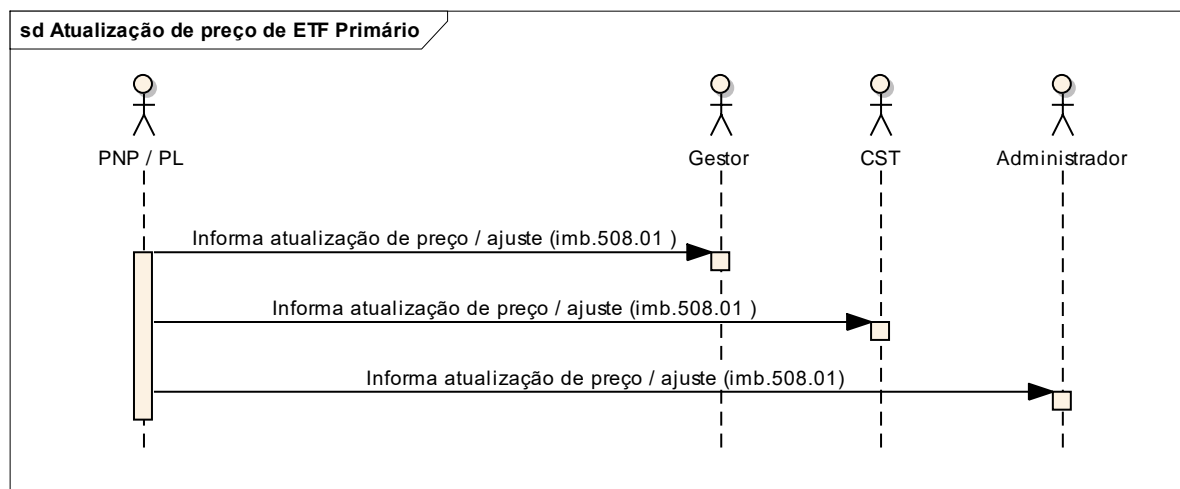 sd Atualização de preço de ETF Primário
PNP / PL
Gestor
CST
Administrador
Informa atualização de preço / ajuste (imb.508.01 )
Informa atualização de preço / ajuste (imb.508.01 )
Informa atualização de preço / ajuste (imb.508.01)